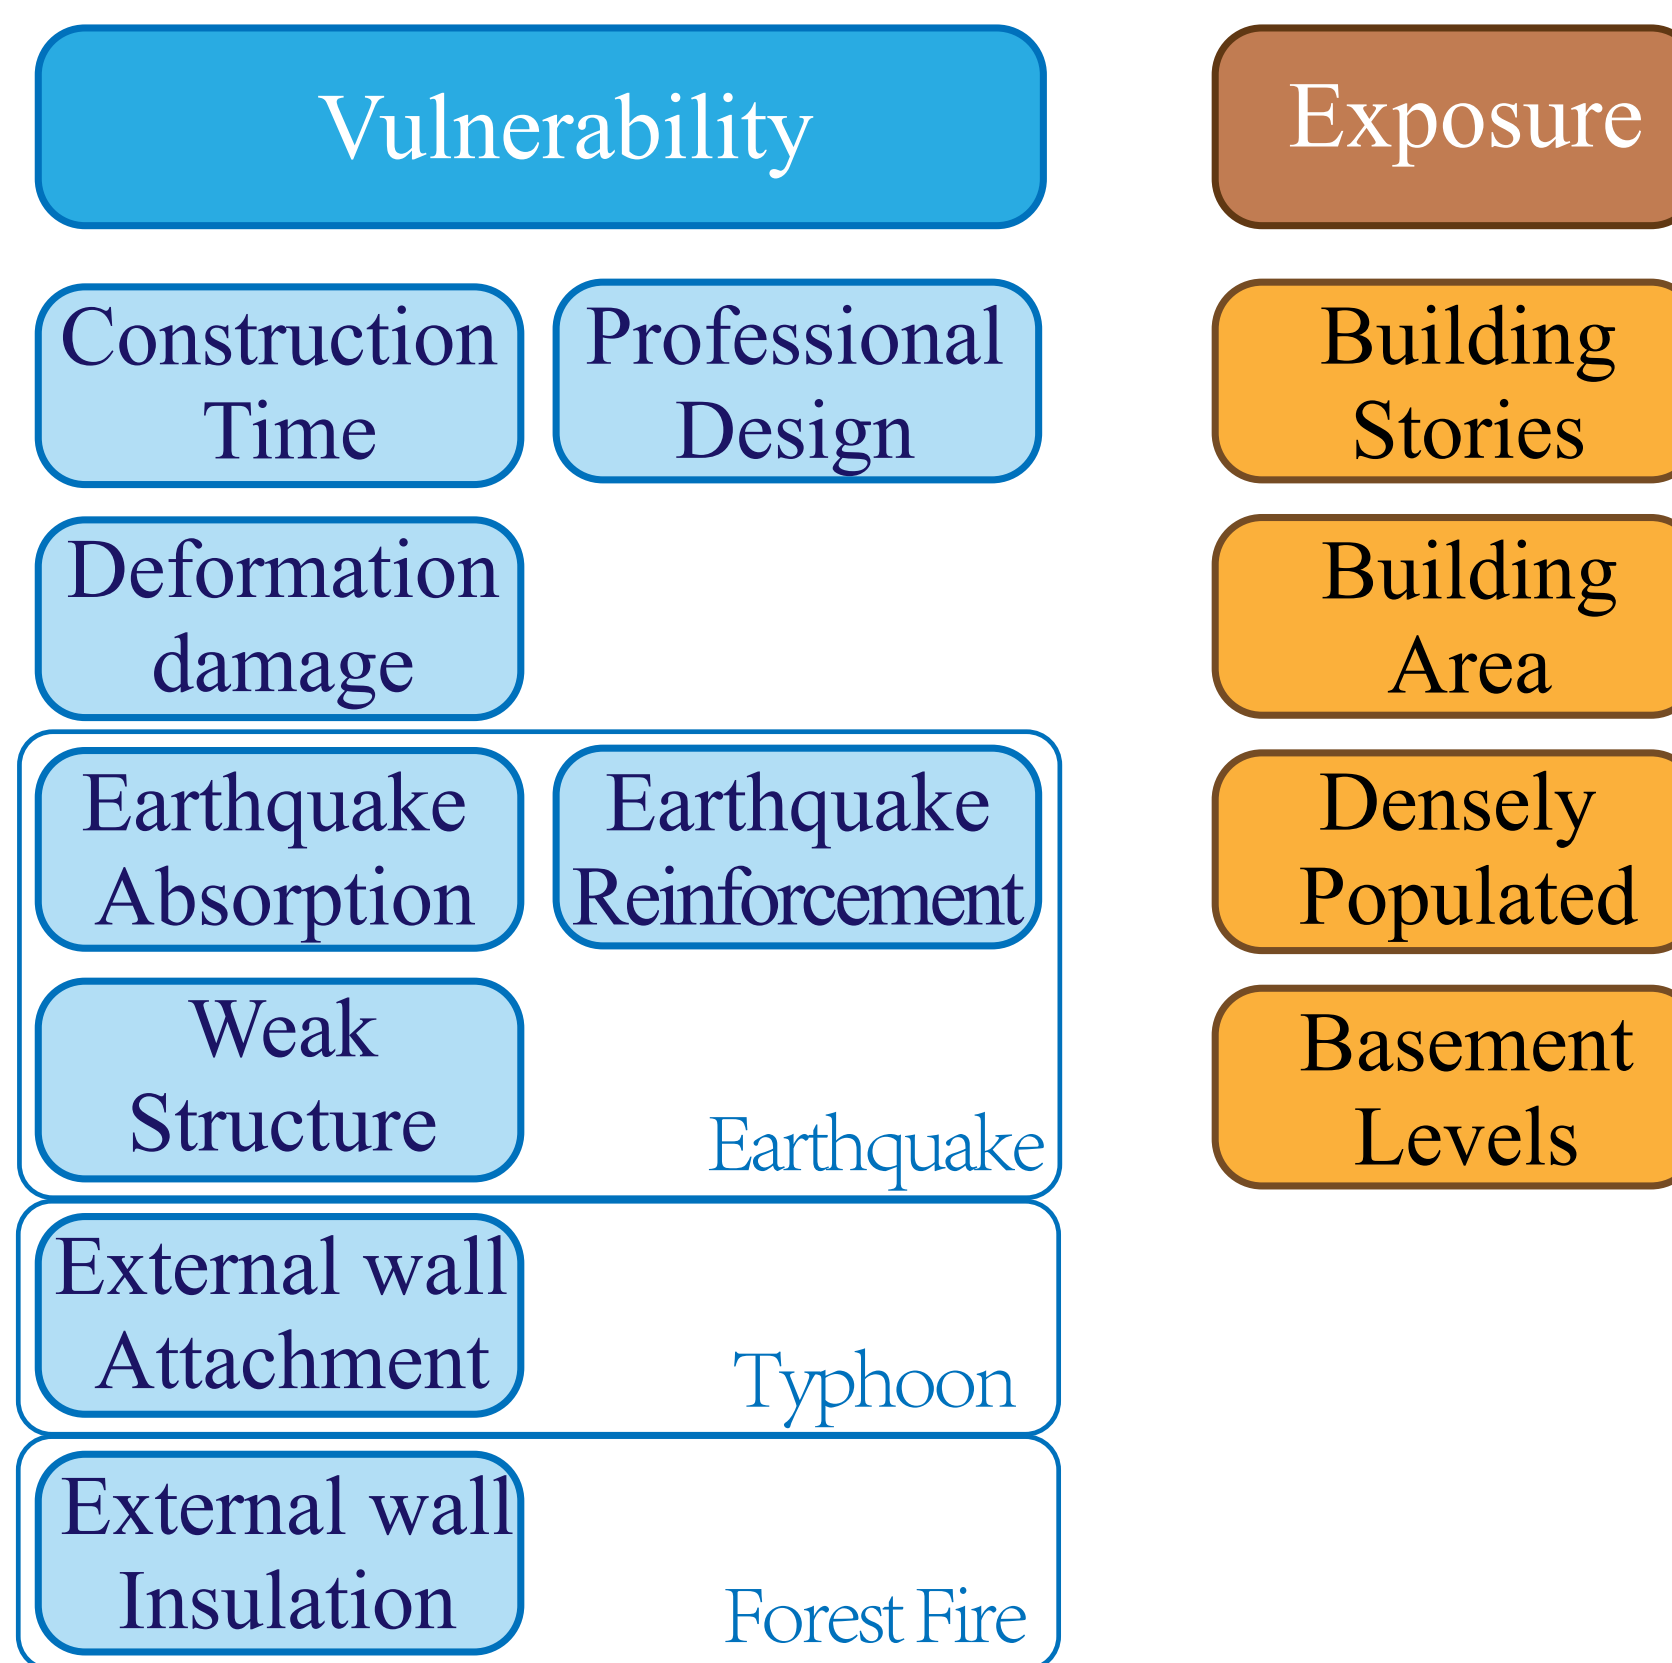 Vulnerability
Exposure
Construction
Time
Professional
Design
Building
Stories
Deformation
damage
Building
Area
Earthquake
Absorption
Earthquake
Reinforcement
Densely
Populated
Weak
Structure
Earthquake
Basement
Levels
External wall
Attachment
Typhoon
External wall
Insulation
Forest Fire